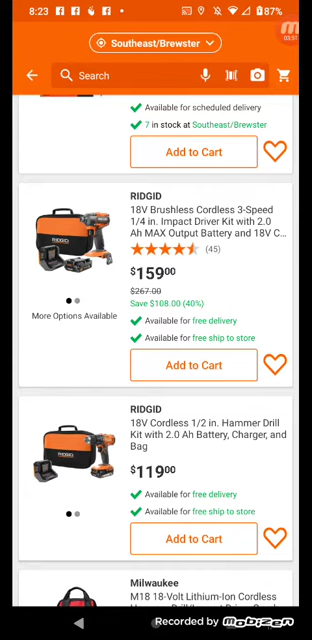 8:23
87%
03:51
Southeast/Brewster
Search
Available for scheduled delivery
7 in stock at Southeast/Brewster
Add to Cart
RIDGID
18V Brushless Cordless 3-Speed
1/4 in. Impact Driver Kit with 2.0
Ah MAX Output Battery and 18V C...
(45)
$159⁰⁰
$267.00
Save $108.00 (40%)
More Options Available
Available for free delivery
Available for free ship to store
Add to Cart
RIDGID
18V Cordless 1/2 in. Hammer Drill
Kit with 2.0 Ah Battery, Charger, and
Bag
$119⁰⁰
Available for free delivery
Available for free ship to store
Add to Cart
Milwaukee
M18 18-Volt Lithium-Ion Cordless
Recorded by mobizen